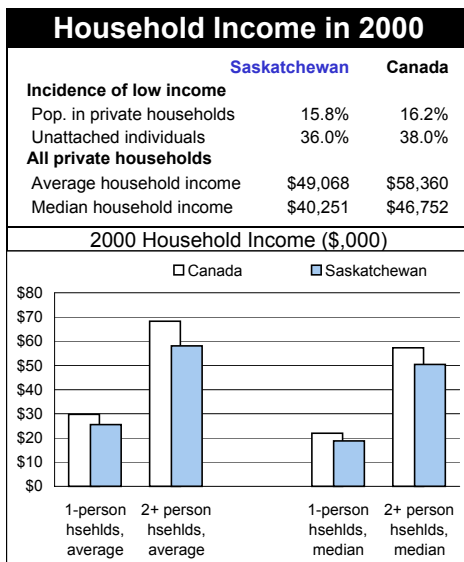 Household Income in 2000
Saskatchewan Canada
Incidence of low income
Pop. in private households 15.8% 16.2%
Unattached individuals 36.0% 38.0%
All private households
Average household income $49,068 $58,360
Median household income $40,251 $46,752
2000 Household Income ($,000)
Canada Saskatchewan
$80
$70
$60
$50
$40
$30
$20
$10
$0
1-person 2+ person 1-person 2+ person
hsehlds, hsehlds, hsehlds, hsehlds,
average average median median